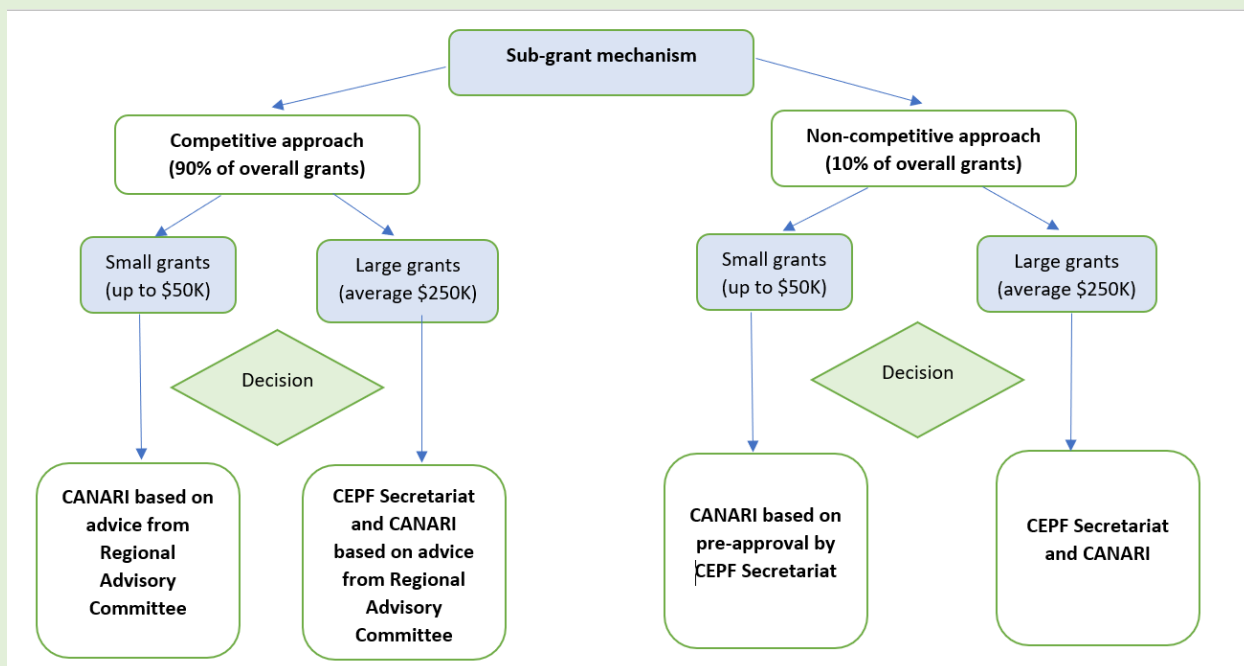 Sub-grant mechanism
Competitive approach
(90% of overall grants)
Non-competitive approach
(10% of overall grants)
Small grants
(up to $50K)
Large grants
(average $250K)
Small grants
(up to $50K)
Large grants
(average $250K)
Decision
Decision
CANARI based on
advice from
Regional
Advisory
Committee
CEPF Secretariat
and CANARI
based on advice
from Regional
Advisory
Committee
CANARI based on
pre-approval by
CEPF Secretariat
CEPF Secretariat
and CANARI